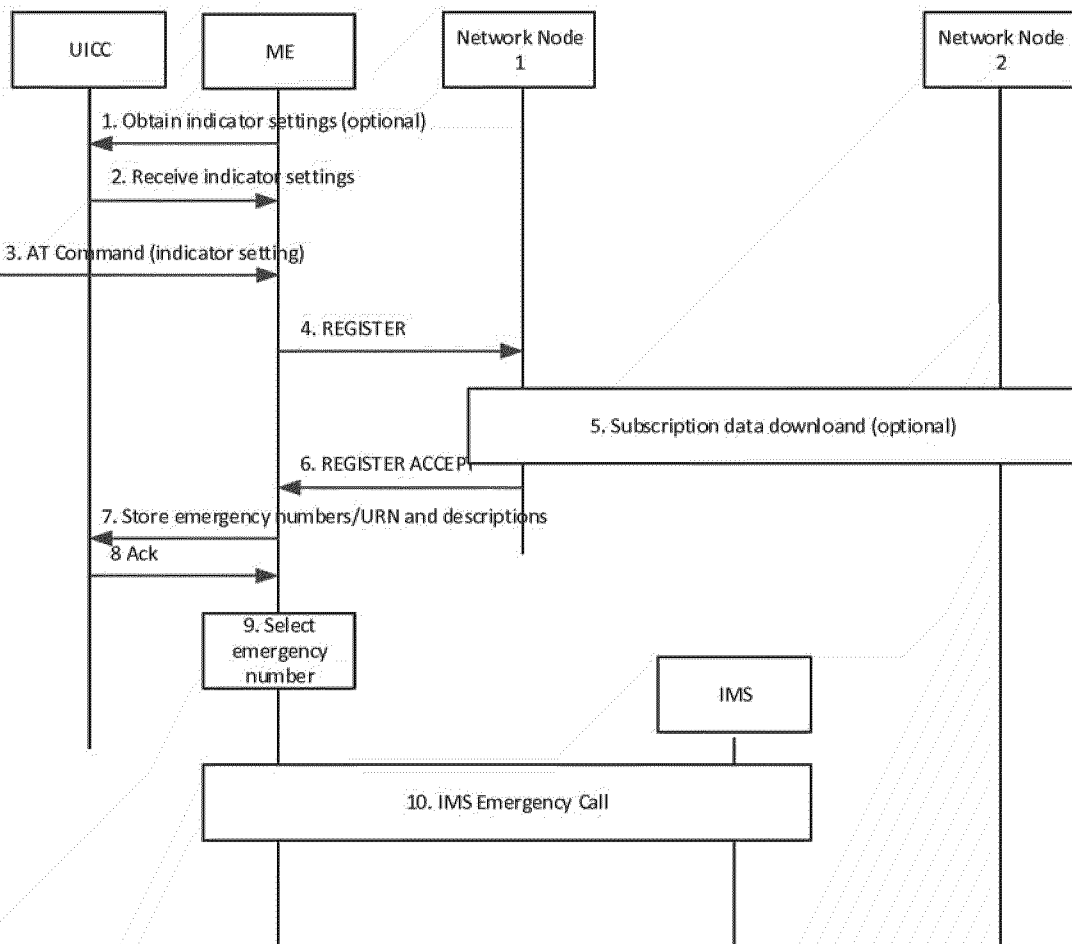 UICC
ME
Network Node
1
Network Node
2
1. Obtain indicator settings (optional)
2. Receive indicator settings
3. AT Command (indicator setting)
4. REGISTER
5. Subscription data downloand (optional)
6. REGISTER ACCEPT
7. Store emergency numbers/URN and descriptions
8 Ack
9. Select
emergency
number
IMS
10. IMS Emergency Call